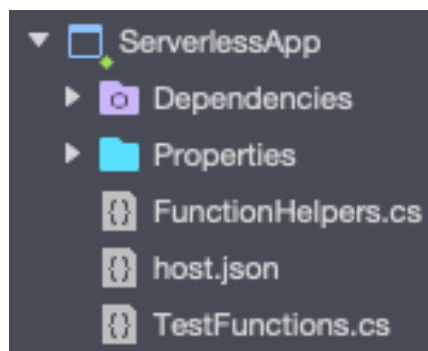 ServerlessApp
Dependencies
Properties
FunctionHelpers.cs
host.json
TestFunctions.cs